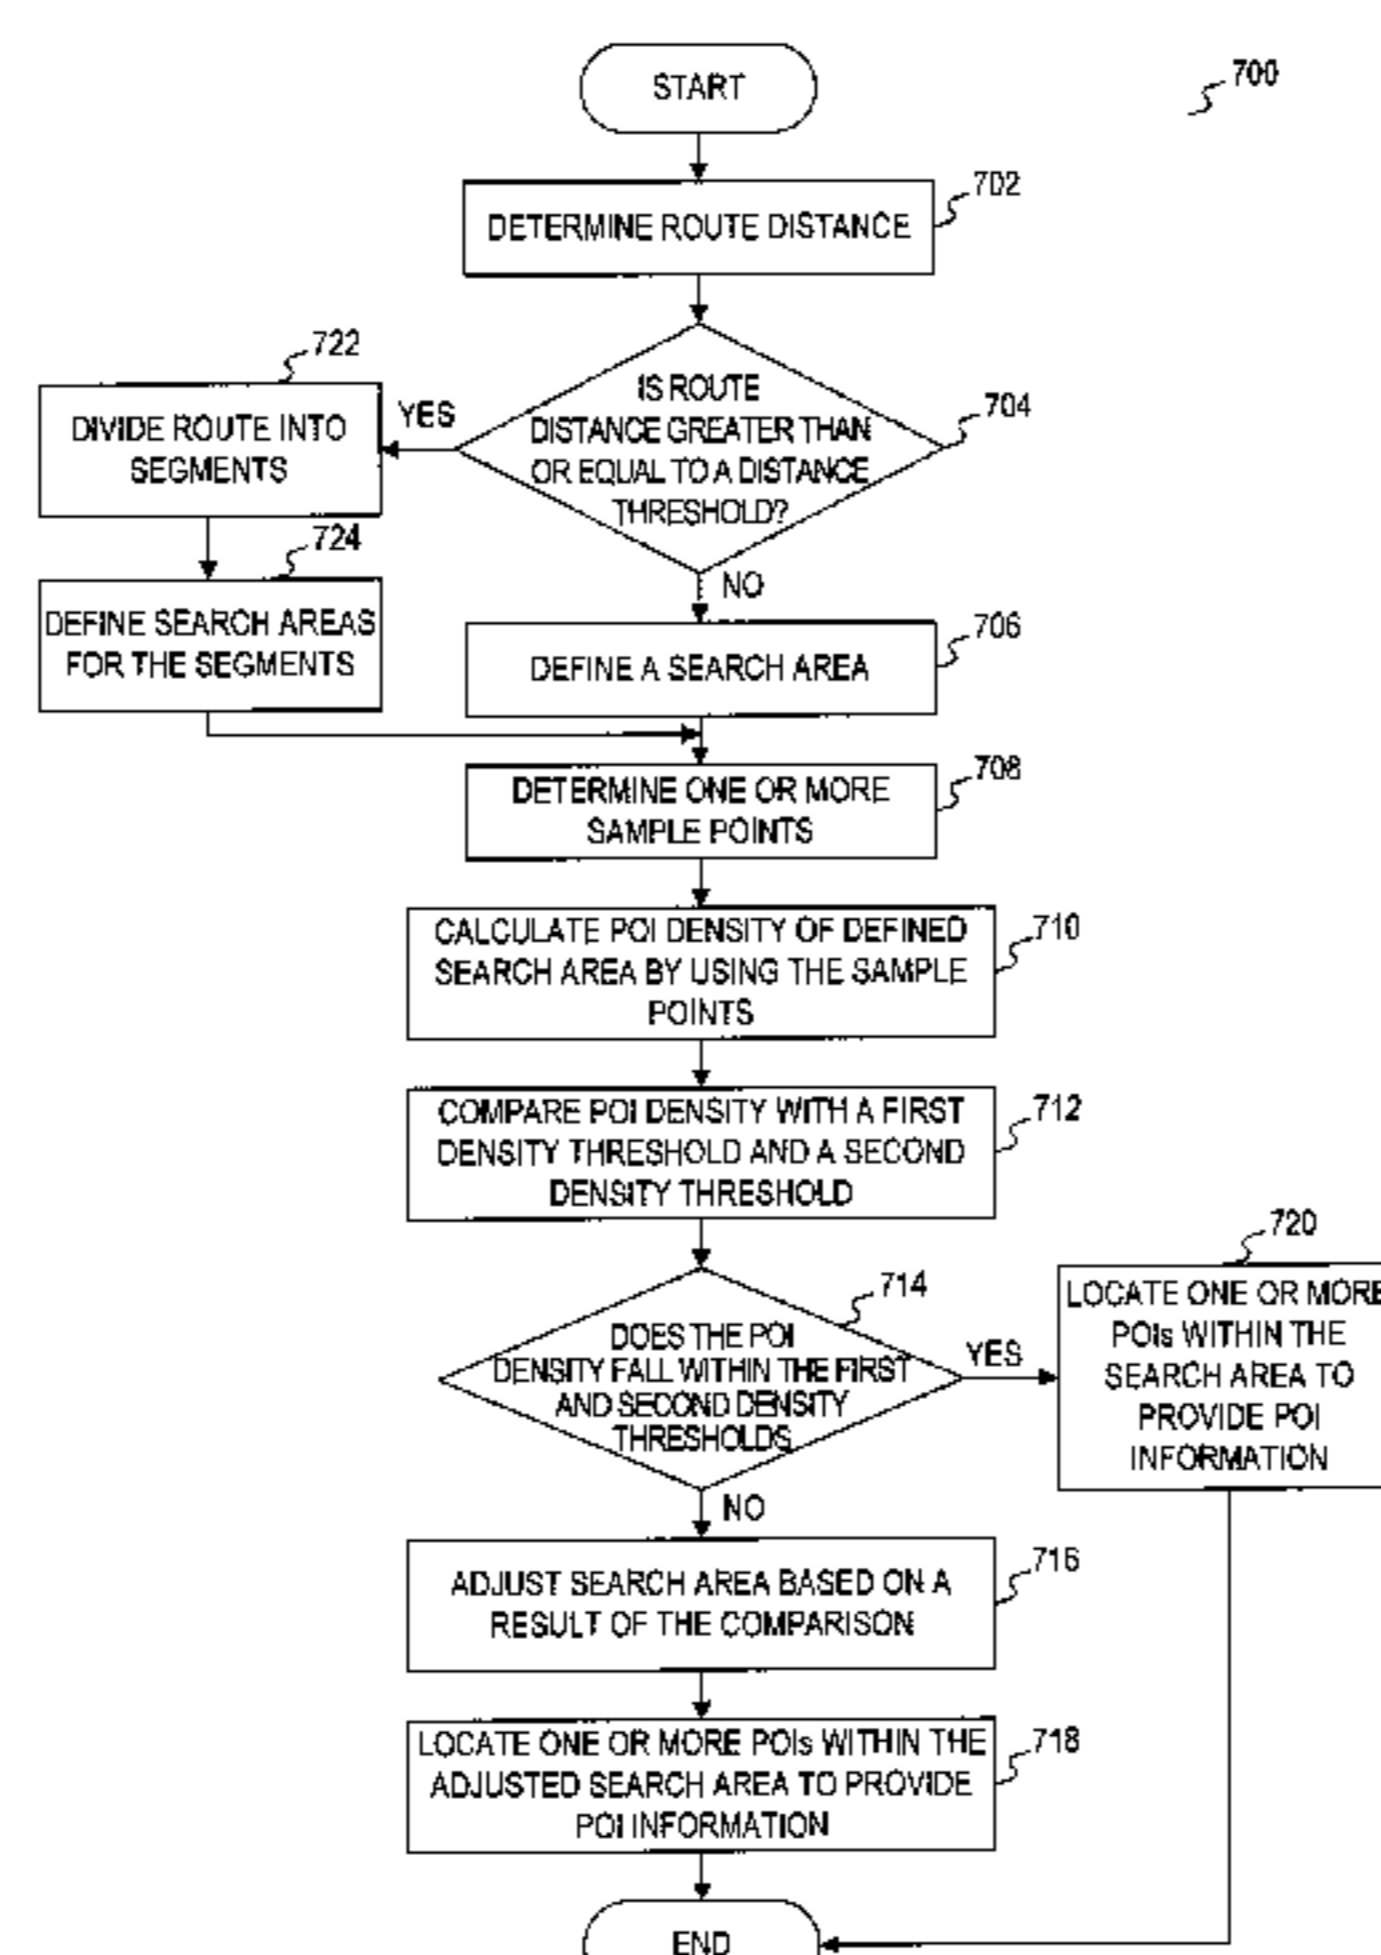 START
700
702
DETERMINE ROUTE DISTANCE
722
DIVIDE ROUTE INTO
SEGMENTS
YES
IS ROUTE
DISTANCE GREATER THAN
OR EQUAL TO A DISTANCE
THRESHOLD?
704
724
DEFINE SEARCH AREAS
FOR THE SEGMENTS
NO
706
DEFINE A SEARCH AREA
708
DETERMINE ONE OR MORE
SAMPLE POINTS
710
CALCULATE POI DENSITY OF DEFINED
SEARCH AREA BY USING THE SAMPLE
POINTS
712
COMPARE POI DENSITY WITH A FIRST
DENSITY THRESHOLD AND A SECOND
DENSITY THRESHOLD
714
DOES THE POI
DENSITY FALL WITHIN THE FIRST
AND SECOND DENSITY
THRESHOLDS
YES
720
LOCATE ONE OR MORE
POIs WITHIN THE
SEARCH AREA TO
PROVIDE POI
INFORMATION
NO
716
ADJUST SEARCH AREA BASED ON A
RESULT OF THE COMPARISON
718
LOCATE ONE OR MORE POIs WITHIN THE
ADJUSTED SEARCH AREA TO PROVIDE
POI INFORMATION
END